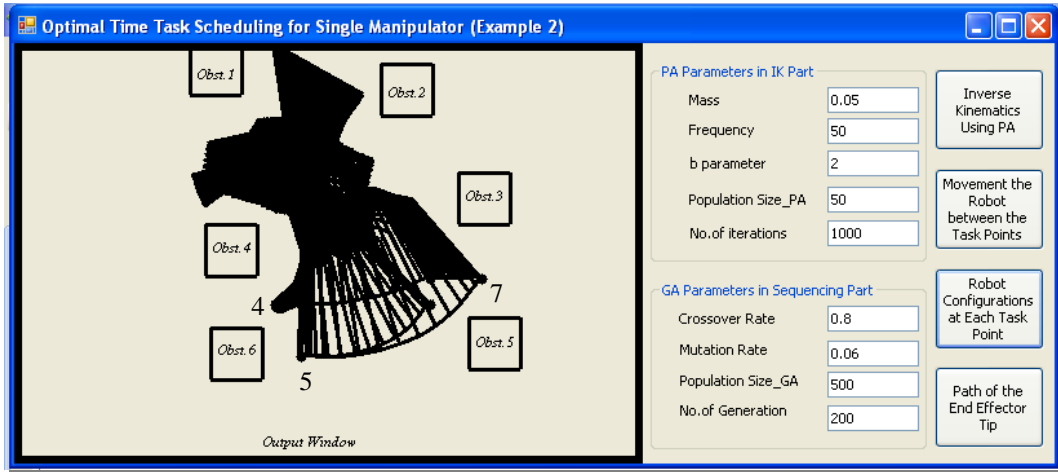 Optimal Time Task Scheduling for Single Manipulator (Example 2)
Obst.1
Obst.2
Obst.3
Obst.4
4
7
Obst.6
Obst.5
5
Output Window
PA Parameters in IK Part
Mass 0.05
Frequency 50
b parameter 2
Population Size_PA 50
No.of iterations 1000
GA Parameters in Sequencing Part
Crossover Rate 0.8
Mutation Rate 0.06
Population Size_GA 500
No.of Generation 200
Inverse
Kinematics
Using PA
Movement the
Robot
between the
Task Points
Robot
Configurations
at Each Task
Point
Path of the
End Effector
Tip